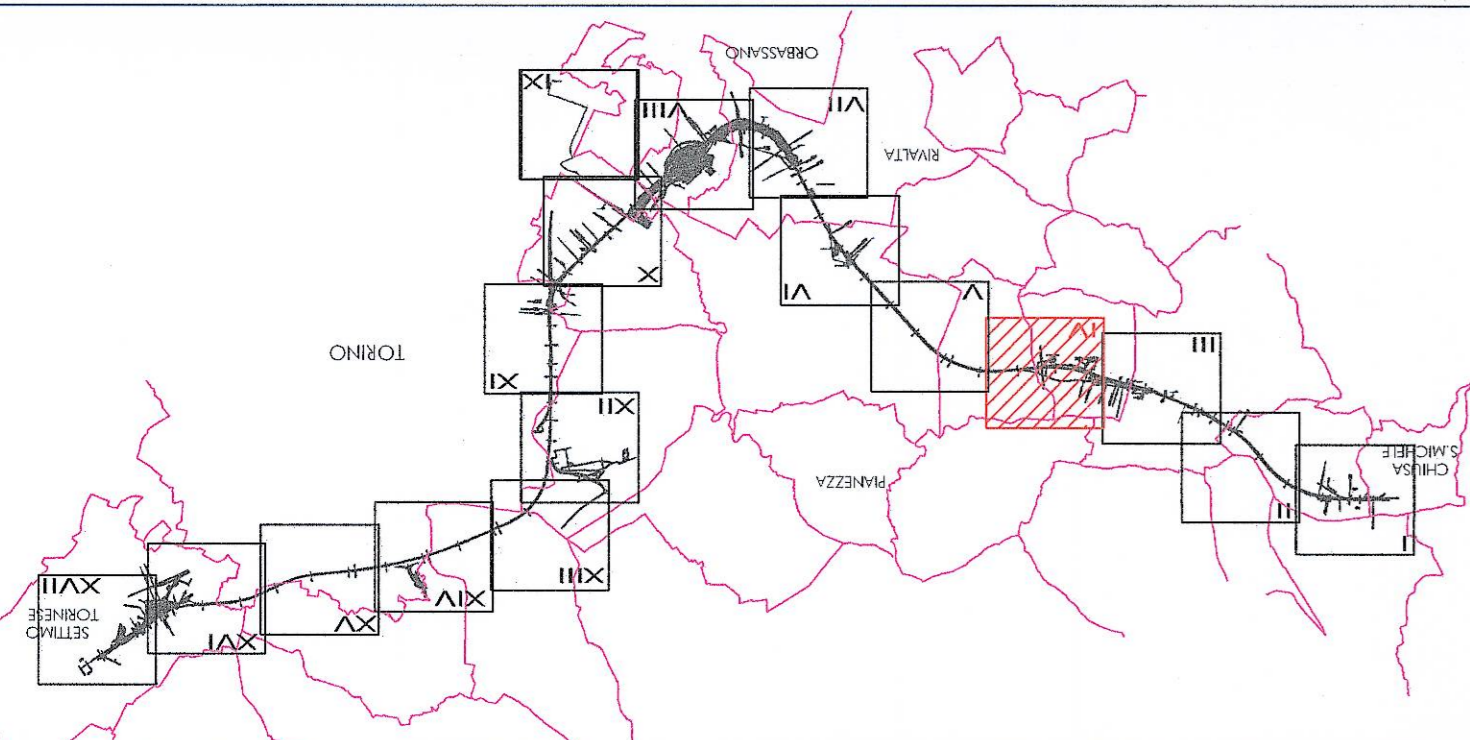 XVI
SETTIMO
TORINESE
XV
XIV
XVII
XIII
I
II
PIANEZZA
CHIUSA
S.MICHELE
XII
XI
TORINO
III
IV
VI
V
X
RIVALTA
VIII
VII
IX
ORBASSANO